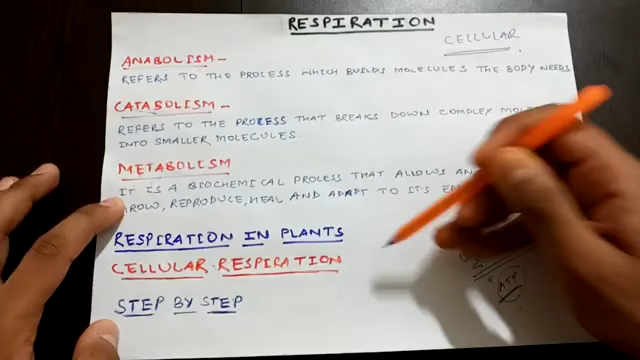 RESPIRATION
CELLULAR
ANABOLISM -
REFERS TO THE PROCESS WHICH BUILDS MOLECULES THE BODY NEEDS
CATABOLISM -
REFERS TO THE PROCESS THAT BREAKS DOWN COMPLEX
INTO SMALLER MOLECULES.
METABOLISM
IT IS A BIOCHEMICAL PROCESS THAT ALLOWS AN
GROW, REPRODUCE, HEAL AND ADAPT TO IT'S
RESPIRATION IN PLANTS
CELLULAR RESPIRATION
ATP
STEP BY STEP